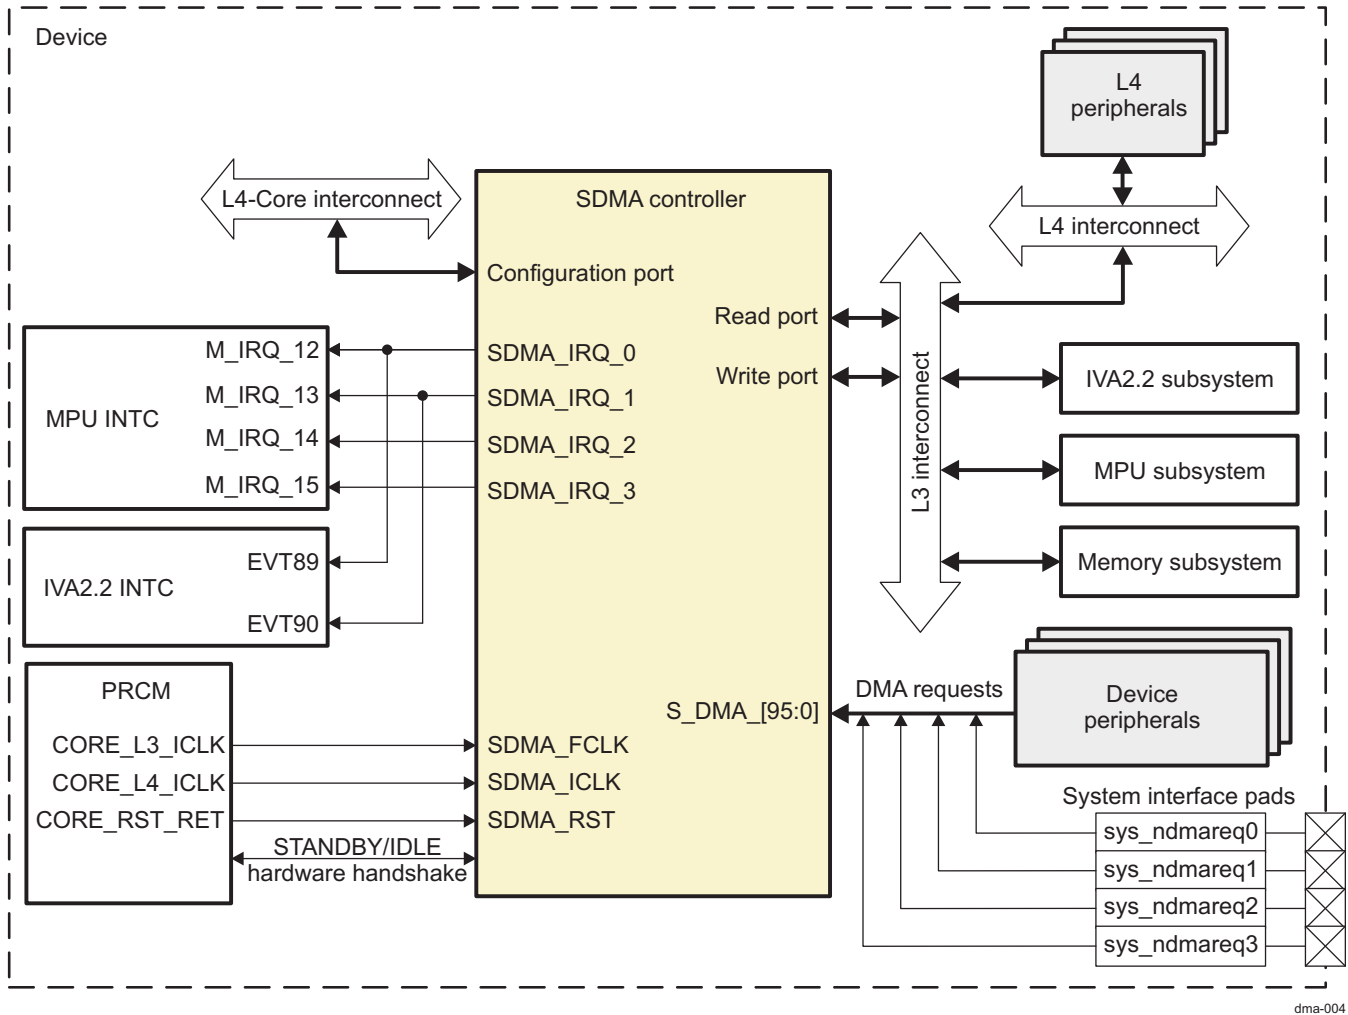 Device
L4
peripherals
L4-Core interconnect
SDMA controller
L4 interconnect
Configuration port
Read port
Write port
L3 interconnect
MPU INTC
M_IRQ_12
M_IRQ_13
M_IRQ_14
M_IRQ_15
SDMA_IRQ_0
SDMA_IRQ_1
SDMA_IRQ_2
SDMA_IRQ_3
IVA2.2 subsystem
MPU subsystem
Memory subsystem
IVA2.2 INTC
EVT89
EVT90
PRCM
CORE_L3_ICLK
CORE_L4_ICLK
CORE_RST_RET
STANDBY/IDLE
hardware handshake
SDMA_FCLK
SDMA_ICLK
SDMA_RST
S_DMA_[95:0]
DMA requests
Device
peripherals
System interface pads
sys_ndmareq0
sys_ndmareq1
sys_ndmareq2
sys_ndmareq3
dma-004